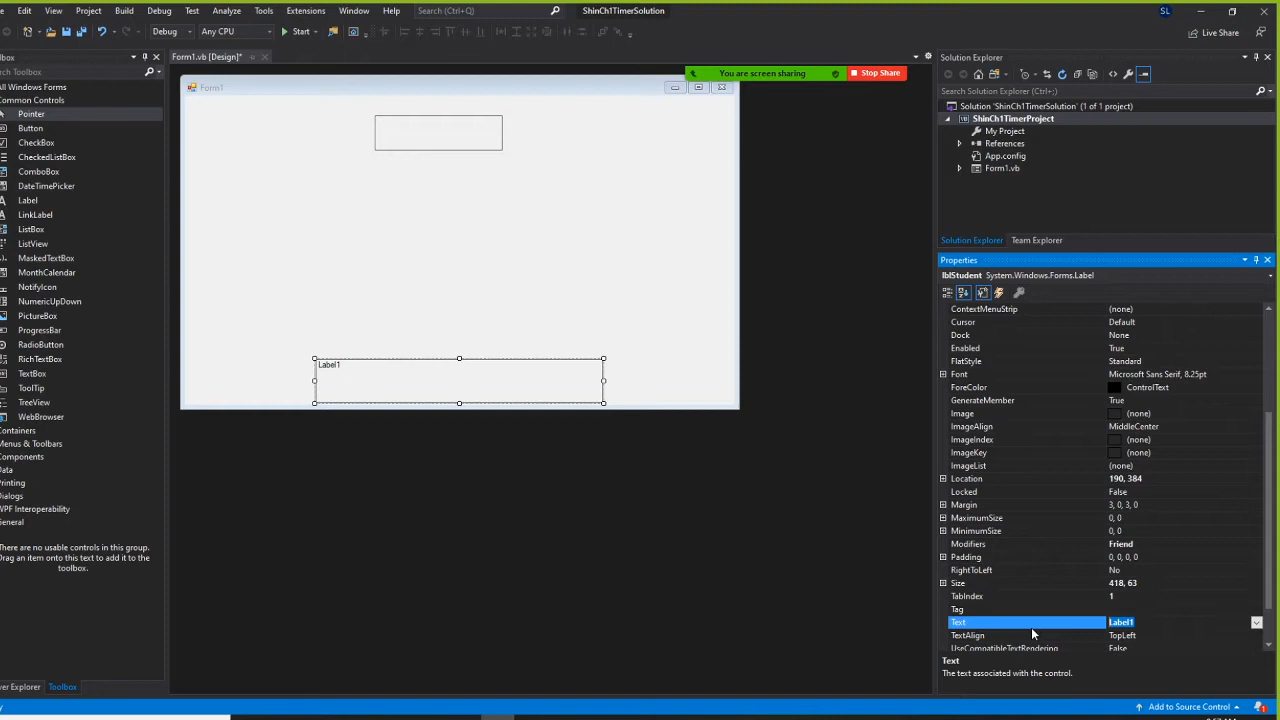 Edit View Project Build Debug Test Analyze Tools Extensions Window Help Search (Ctrl+;) ShinCh1TimerSolution SL
Debug Any CPU Start Live Share
Toolbox
Search Toolbox
All Windows Forms
Common Controls
Pointer
Button
CheckBox
CheckedListBox
ComboBox
DateTimePicker
A Label
A LinkLabel
ListBox
ListView
MaskedTextBox
MonthCalendar
NotifyIcon
NumericUpDown
PictureBox
ProgressBar
RadioButton
RichTextBox
TextBox
ToolTip
TreeView
WebBrowser
Containers
Menus & Toolbars
Components
Data
Printing
Dialogs
WPF Interoperability
General
There are no usable controls in this group.
Drag an item onto this text to add it to the
toolbox.
Server Explorer Toolbox
Form1.vb [Design]*
You are screen sharing Stop Share
Form1
Label1
Solution Explorer
Search Solution Explorer (Ctrl+;)
Solution 'ShinCh1TimerSolution' (1 of 1 project)
VB ShinCh1TimerProject
My Project
References
App.config
Form1.vb
Solution Explorer Team Explorer
Properties
lblStudent System.Windows.Forms.Label
ContextMenuStrip (none)
Cursor Default
Dock None
Enabled True
FlatStyle Standard
Font Microsoft Sans Serif, 8.25pt
ForeColor ControlText
GenerateMember True
Image (none)
ImageAlign MiddleCenter
ImageIndex (none)
ImageKey (none)
ImageList (none)
Location 190, 384
Locked False
Margin 3, 0, 3, 0
MaximumSize 0, 0
MinimumSize 0, 0
Modifiers Friend
Padding 0, 0, 0, 0
RightToLeft No
Size 418, 63
TabIndex 1
Tag
Text Label1
TextAlign TopLeft
UseCompatibleTextRendering False
Text
The text associated with the control.
Add to Source Control 1